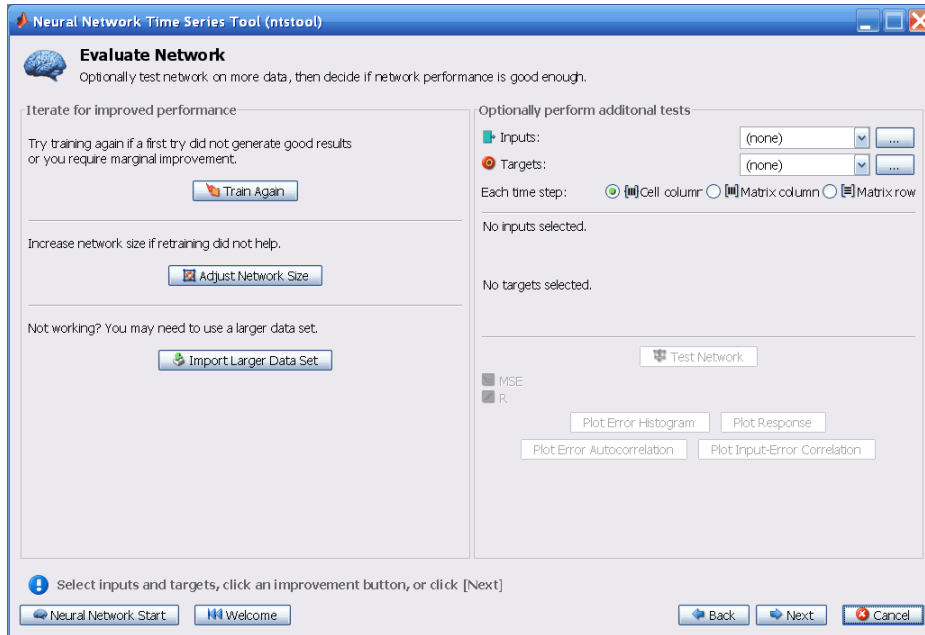 Neural Network Time Series Tool (ntstool)
Evaluate Network
Optionally test network on more data, then decide if network performance is good enough.
Iterate for improved performance
Try training again if a first try did not generate good results
or you require marginal improvement.
Train Again
Increase network size if retraining did not help.
Adjust Network Size
Not working? You may need to use a larger data set.
Import Larger Data Set
Optionally perform additonal tests
Inputs: (none) ...
Targets: (none) ...
Each time step: Cell column Matrix column Matrix row
No inputs selected.
No targets selected.
Test Network
MSE
R
Plot Error Histogram Plot Response
Plot Error Autocorrelation Plot Input-Error Correlation
Select inputs and targets, click an improvement button, or click [Next]
Neural Network Start Welcome Back Next Cancel